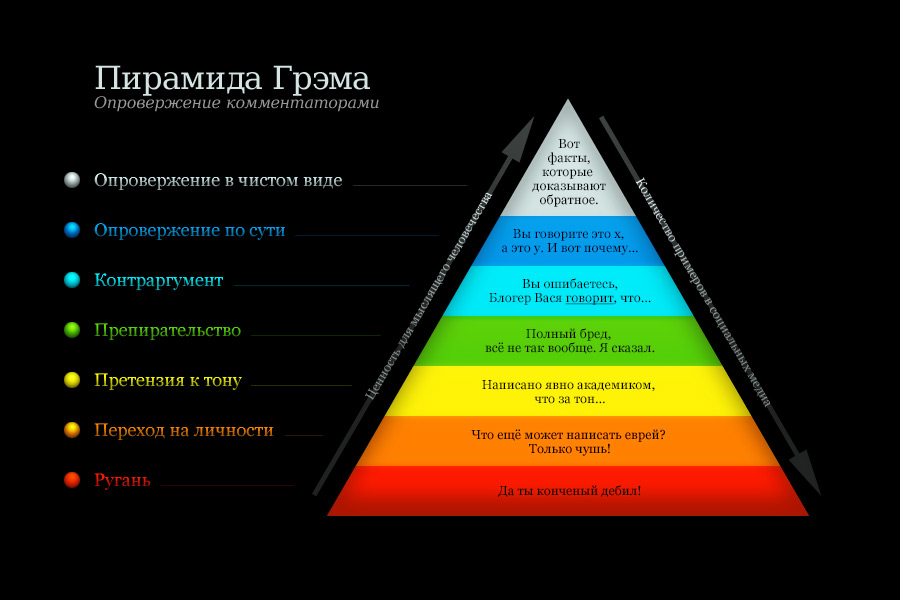 Пирамида Грэма
Опровержение комментаторами
Опровержение в чистом виде
Опровержение по сути
Контраргумент
Препирательство
Претензия к тону
Переход на личности
Ругань
Ценность для мыслящего человечества
Вот
факты,
которые
доказывают
обратное.
Вы говорите это x,
а это y. И вот почему...
Вы ошибаетесь,
Блогер Вася говорит, что...
Полный бред,
всё не так вообще. Я сказал.
Написано явно академиком,
что за тон...
Что ещё может написать еврей?
Только чушь!
Да ты конченый дебил!
Количество примеров в социальных медиа